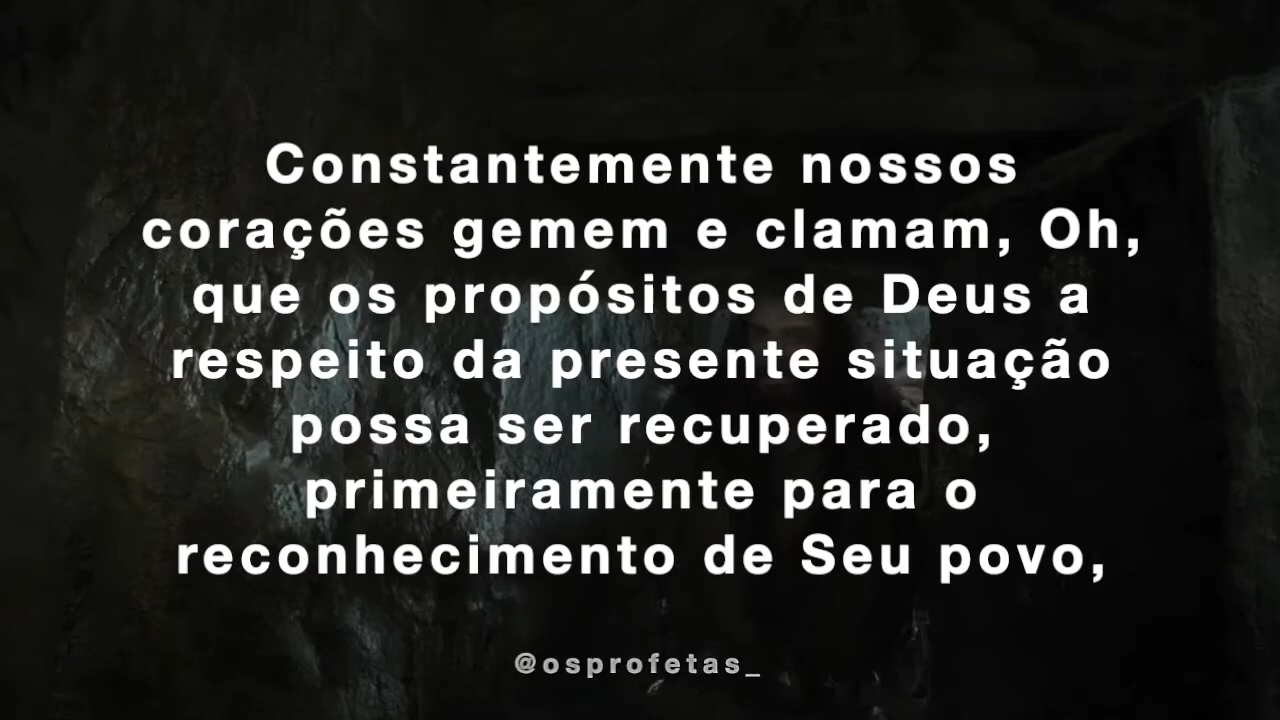 Constantemente nossos
corações gemem e clamam, Oh,
que os propósitos de Deus a
respeito da presente situação
possa ser recuperado,
primeiramente para o
reconhecimento de Seu povo,
@osprofetas_